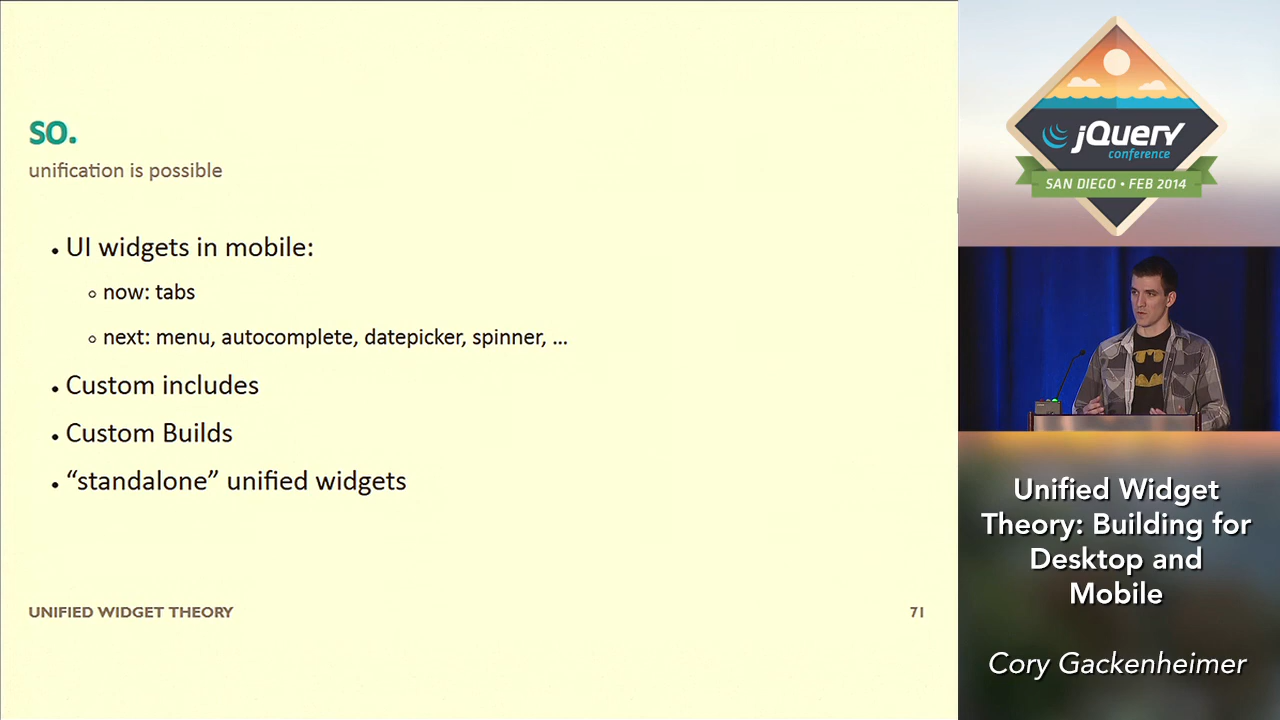 so.
unification is possible
• UI widgets in mobile:
◦ now: tabs
◦ next: menu, autocomplete, datepicker, spinner, ...
• Custom includes
• Custom Builds
• “standalone” unified widgets
UNIFIED WIDGET THEORY
71
jQuery
conference
SAN DIEGO • FEB 2014
Unified Widget
Theory: Building for
Desktop and
Mobile
Cory Gackenheimer